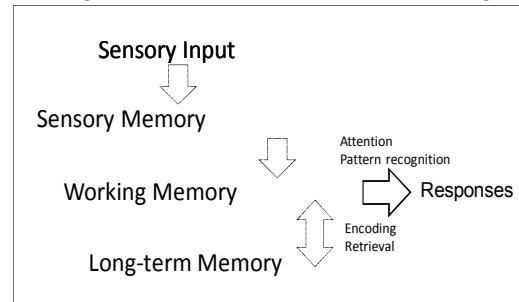 Sensory Input
Sensory Memory
Attention
Pattern recognition
Working Memory
Responses
Encoding
Retrieval
Long-term Memory